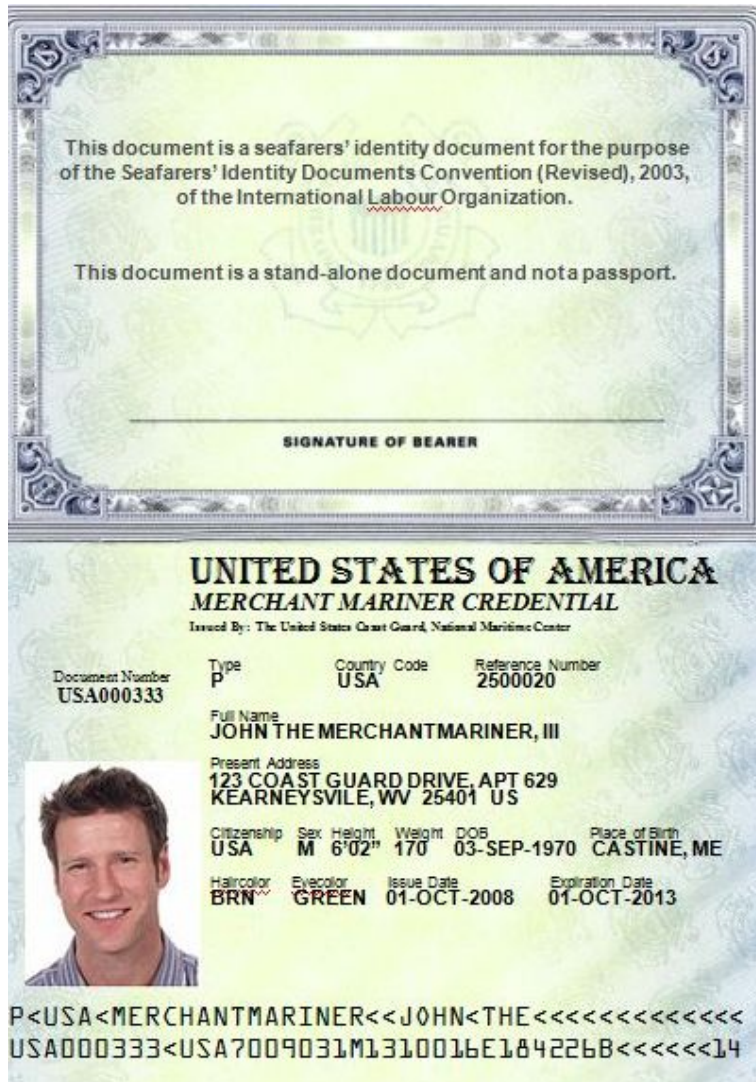 This document is a seafarers' identity document for the purpose
of the Seafarers' Identity Documents Convention (Revised), 2003,
of the International Labour Organization.
This document is a stand-alone document and not a passport.
SIGNATURE OF BEARER
UNITED STATES OF AMERICA
MERCHANT MARINER CREDENTIAL
Issued By: The United States Coast Guard, National Maritime Center
Document Number
USA000333
Type Country Code Reference Number
P USA 2500020
Full Name
JOHN THE MERCHANTMARINER, III
Present Address
123 COAST GUARD DRIVE, APT 629
KEARNEYSVILE, WV 25401 US
Citizenship Sex Height Weight DOB Place of Birth
USA M 6'02” 170 03-SEP-1970 CASTINE, ME
Haircolor Eyecolor Issue Date Expiration Date
BRN GREEN 01-OCT-2008 01-OCT-2013
P<USA<MERCHANTMARINER<<JOHN<THE<<<<<<<<<<<<<
USA000333<USA7009031M1310016E184226B<<<<<<14